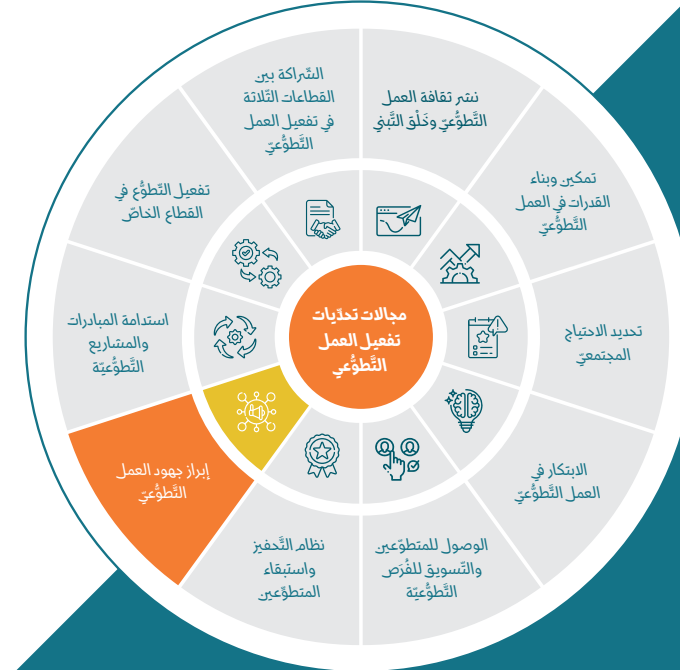 مجالات تحدّيات
تفعيل العمل
التَّطوُّعي
نشر ثقافة العمل
التَّطوُّعيّ وخَلْق التَّبني
تمكين وبناء
القدرات في العمل
التَّطوُّعيّ
تحديد الاحتياج
المجتمعيّ
الابتكار في
العمل التَّطوُّعيّ
الوصول للمتطوّعين
والتَّسويق للفُرَص
التَّطوُّعيّة
نظام التَّحفيز
واستبقاء
المتطوّعين
إبراز جهود العمل
التَّطوُّعيّ
استدامة المبادرات
والمشاريع
التَّطوُّعيّة
تفعيل التَّطوُّع في
القطاع الخاصّ
الشّراكة بين
القطاعات الثّلاثة
في تفعيل العمل
التَّطوُّعيّ